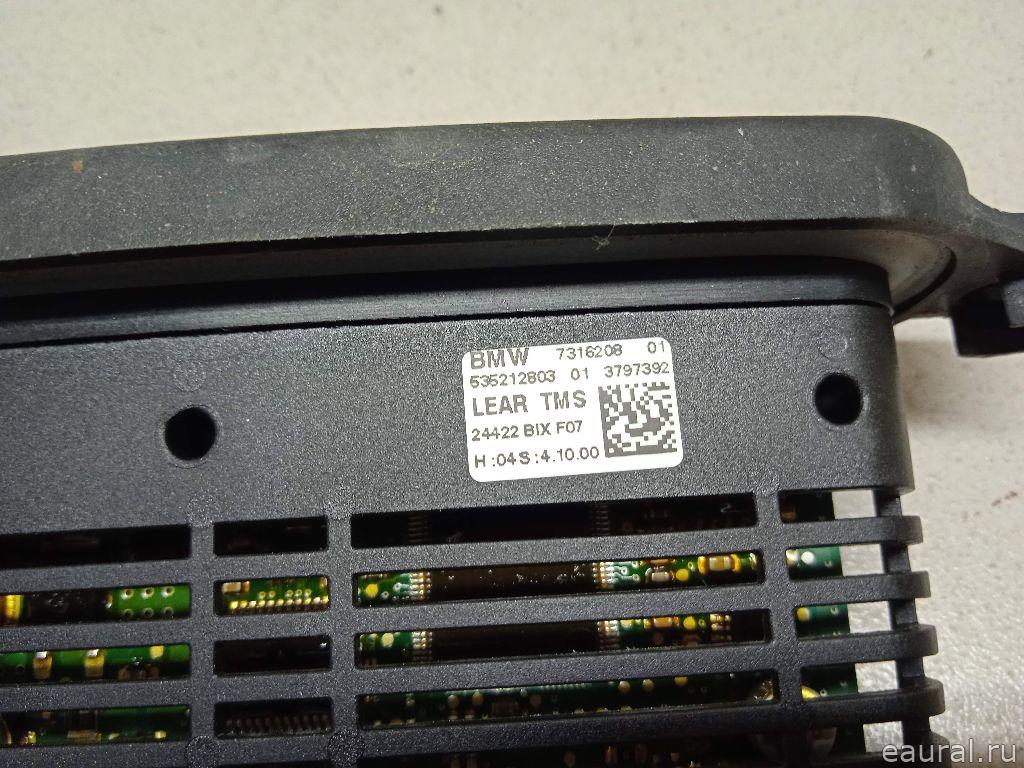 BMW 7316208 01
535212803 01 3797392
LEAR TMS
24422 BIX F07
H :04 S :4.10.00
eaural.ru